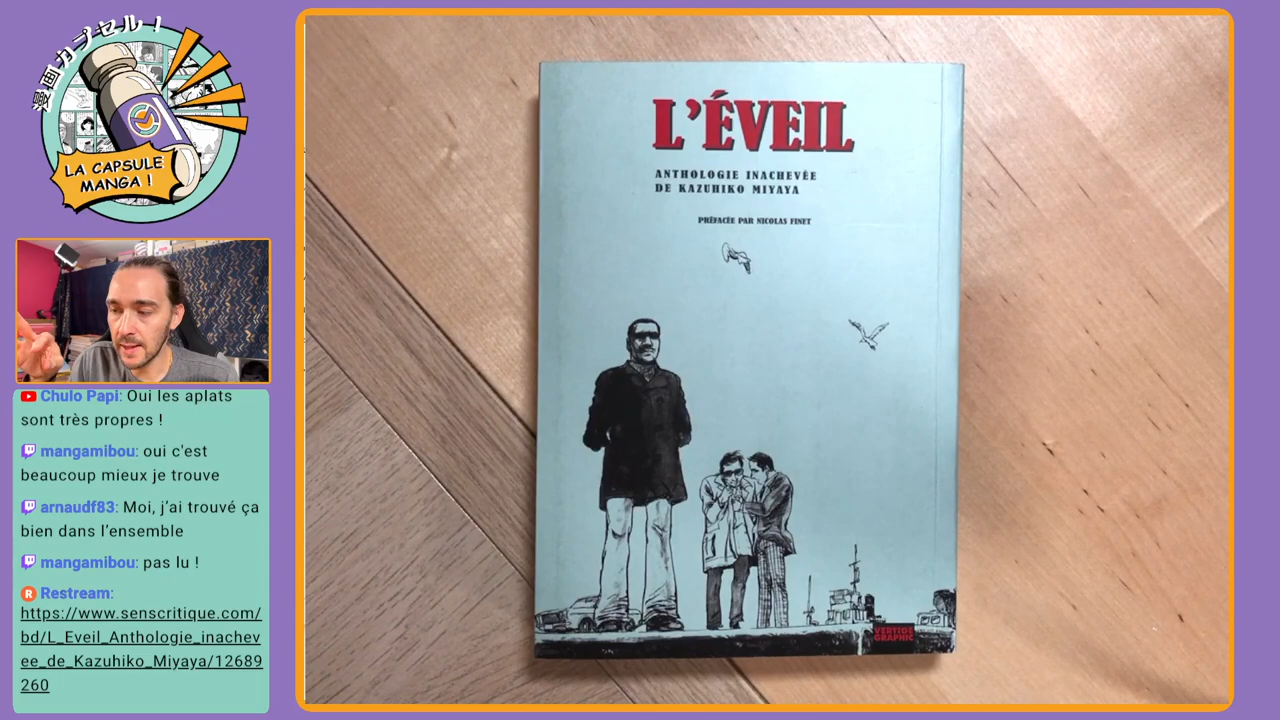 漫画カプセル！
LA CAPSULE
MANGA !
Chulo Papi: Oui les aplats
sont très propres !
mangamibou: oui c'est
beaucoup mieux je trouve
arnaudf83: Moi, j’ai trouvé ça
bien dans l’ensemble
mangamibou: pas lu !
R Restream:
https://www.senscritique.com/
bd/L_Eveil_Anthologie_inachev
ee_de_Kazuhiko_Miyaya/12689
260
L’ÉVEIL
ANTHOLOGIE INACHEVÉE
DE KAZUHIKO MIYAYA
PRÉFACÉE PAR NICOLAS FINET
VERTIGE
GRAPHIC